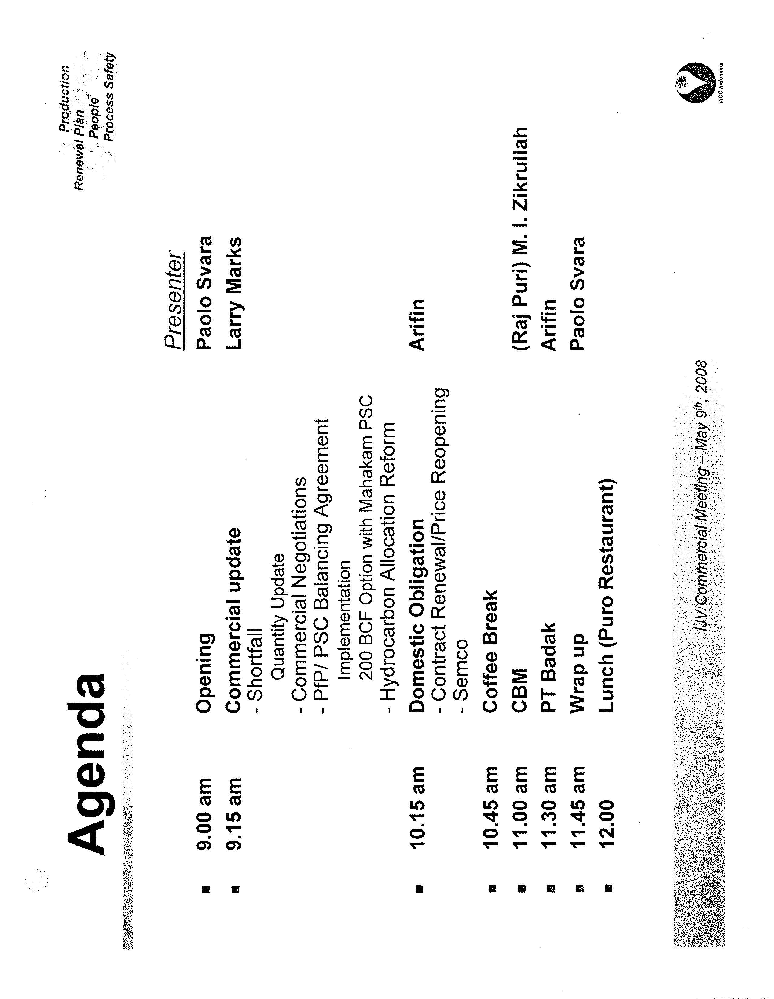 Agenda
Production
Renewal Plan
People
Process Safety
Presenter
▪ 9.00 am Opening Paolo Svara
▪ 9.15 am Commercial update Larry Marks
- Shortfall
Quantity Update
- Commercial Negotiations
- PfP/ PSC Balancing Agreement
Implementation
200 BCF Option with Mahakam PSC
- Hydrocarbon Allocation Reform
▪ 10.15 am Domestic Obligation Arifin
- Contract Renewal/Price Reopening
- Semco
▪ 10.45 am Coffee Break
▪ 11.00 am CBM (Raj Puri) M. I. Zikrullah
▪ 11.30 am PT Badak Arifin
▪ 11.45 am Wrap up Paolo Svara
▪ 12.00 Lunch (Puro Restaurant)
IJV Commercial Meeting – May 9th, 2008
VICO Indonesia